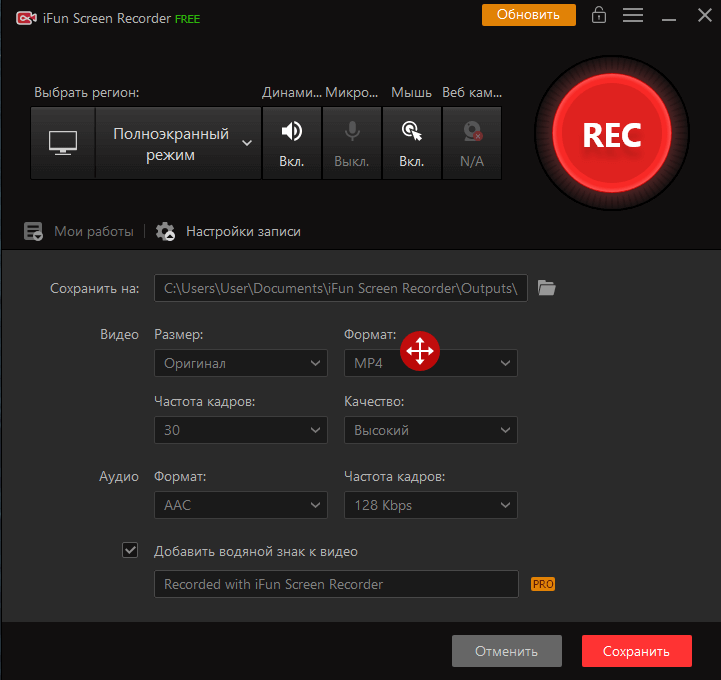 iFun Screen Recorder FREE
Обновить
Выбрать регион:
Динами... Микро... Мышь Веб кам...
Полноэкранный
режим
Вкл. Выкл. Вкл. N/A
REC
Мои работы
Настройки записи
Сохранить на: C:\Users\User\Documents\iFun Screen Recorder\Outputs\
Видео Размер: Формат:
Оригинал MP4
Частота кадров: Качество:
30 Высокий
Аудио Формат: Частота кадров:
AAC 128 Kbps
Добавить водяной знак к видео
Recorded with iFun Screen Recorder PRO
Отменить Сохранить